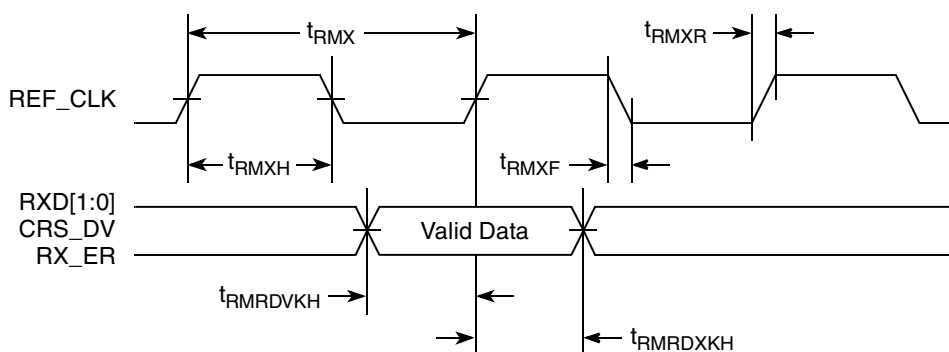 tRMX
tRMXR
REF_CLK
tRMXH
tRMXF
RXD[1:0]
CRS_DV
RX_ER
Valid Data
tRMRDVKH
tRMRDXKH